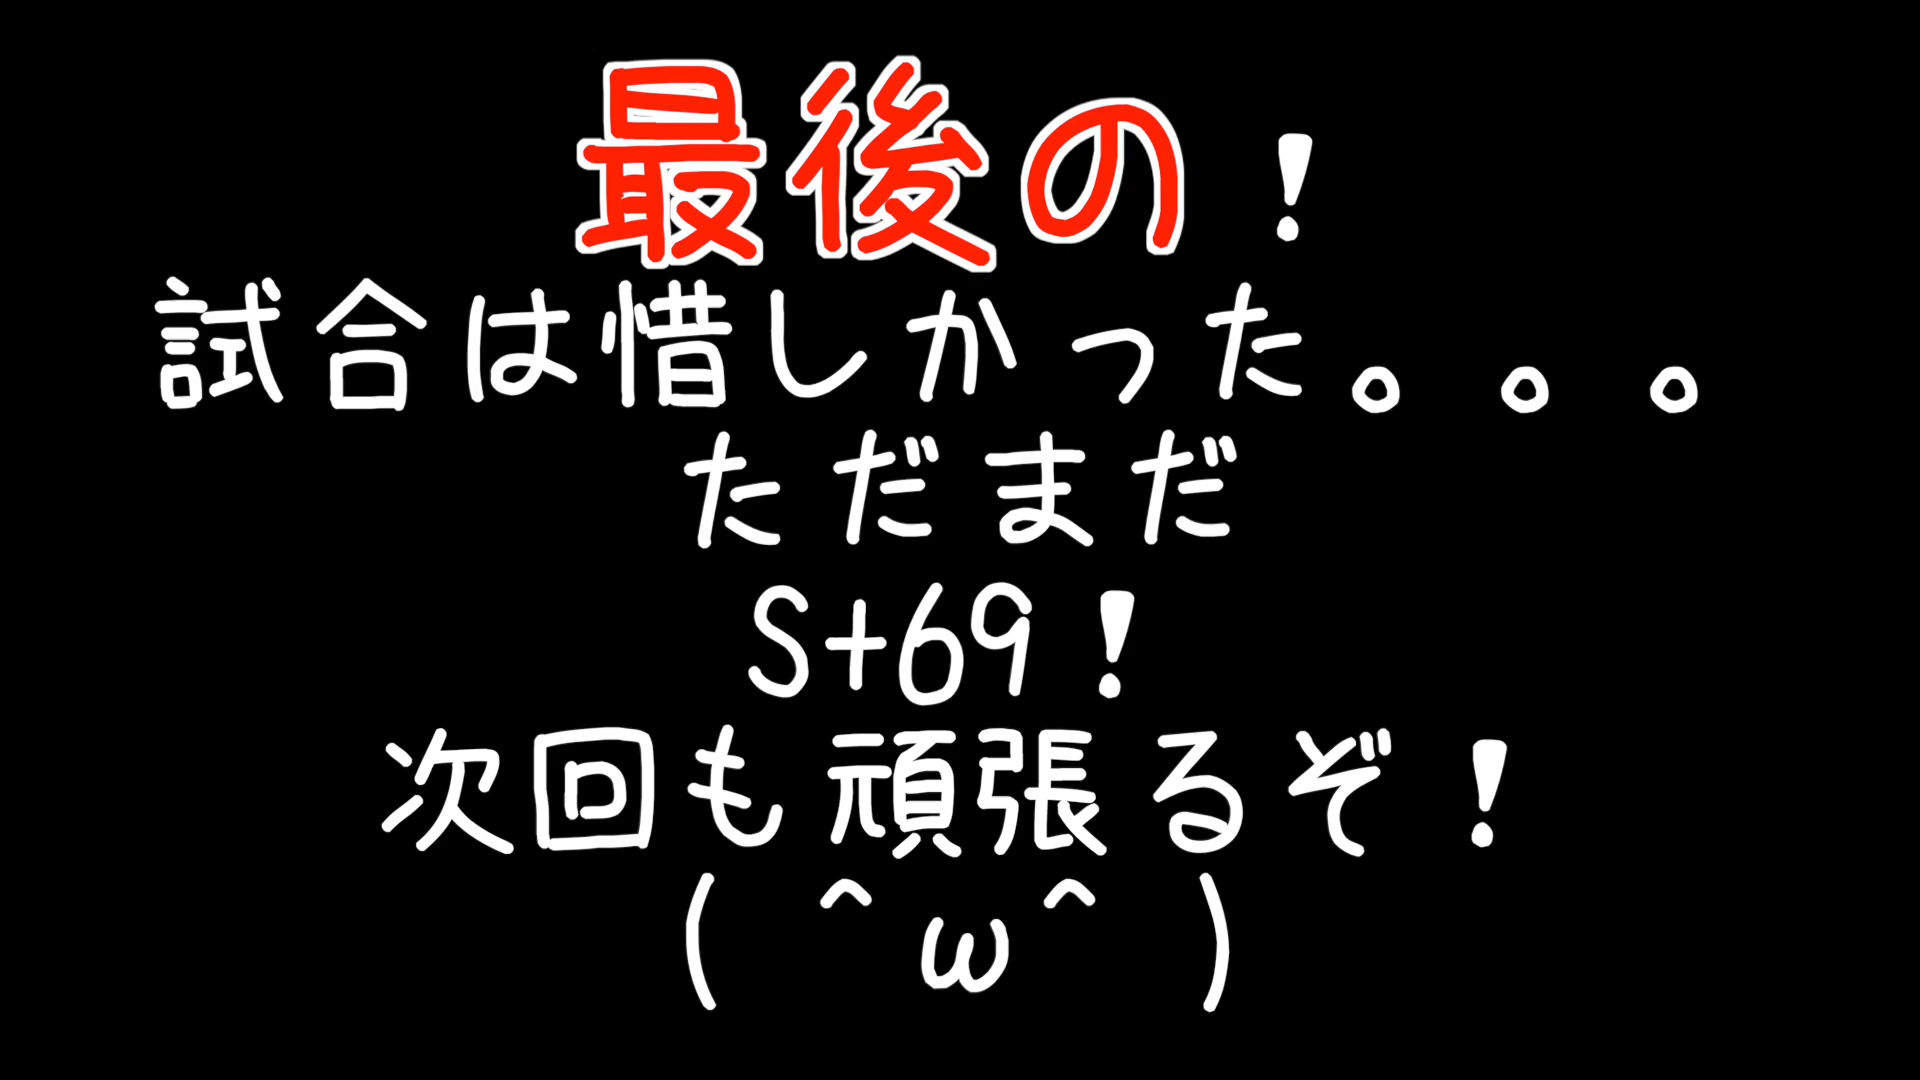 最後の！
試合は惜しかった。。。
ただまだ
S+69！
次回も頑張るぞ！
(＾ω＾)